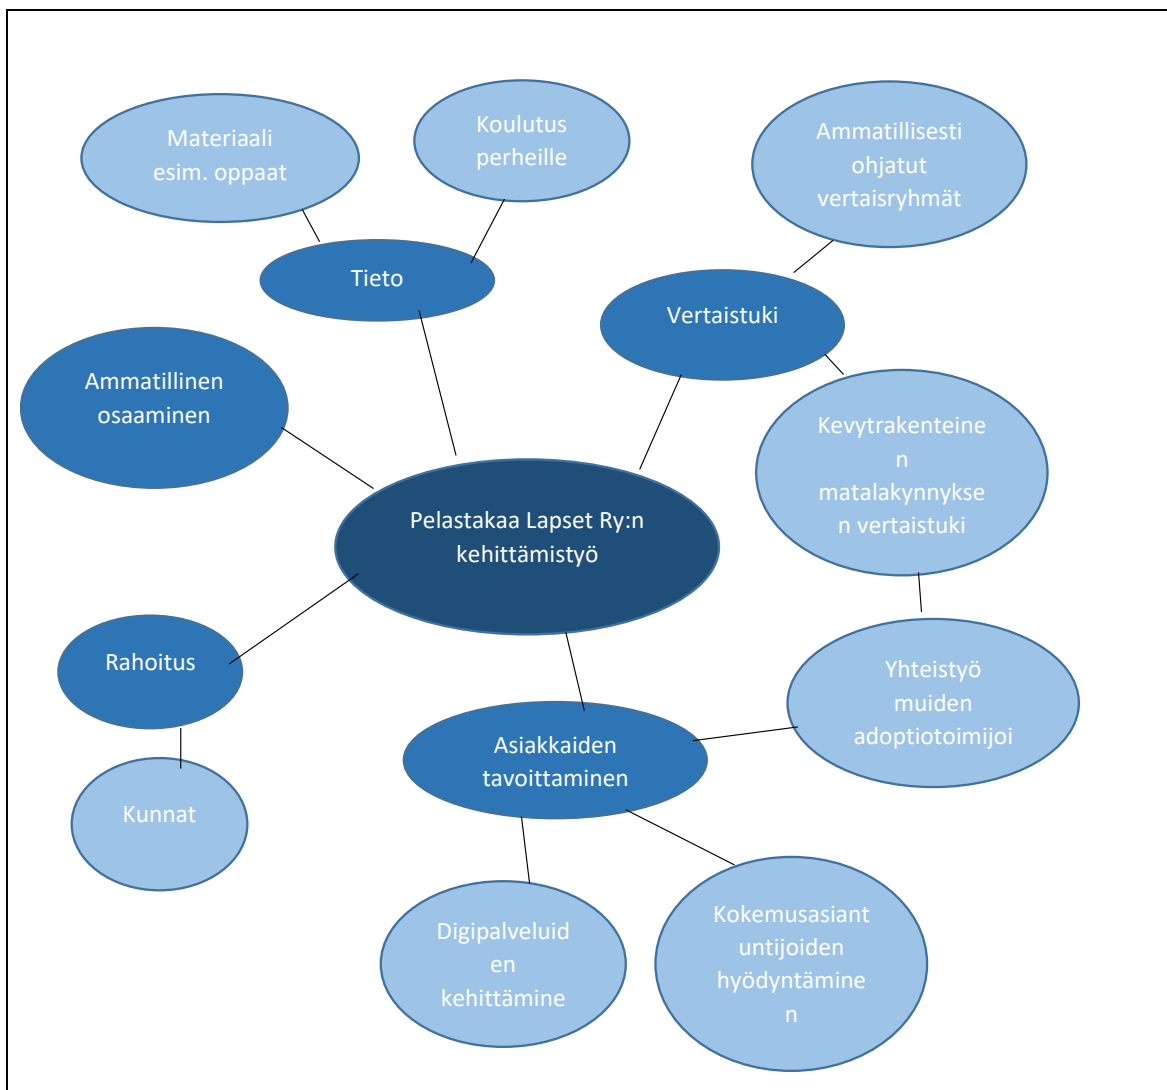 Materiaali
esim. oppaat
Koulutus
perheille
Ammatillisesti
ohjatut
vertaisryhmät
Tieto
Vertaistuki
Ammatillinen
osaaminen
Kevytrakenteine
n
matalakynnykse
n vertaistuki
Pelastakaa Lapset Ry:n
kehittämistyö
Rahoitus
Yhteistyö
muiden
adoptiotoimijoi
Asiakkaiden
tavoittaminen
Kunnat
Digipalveluid
en
kehittämine
Kokemusasiant
untijoiden
hyödyntämine
n